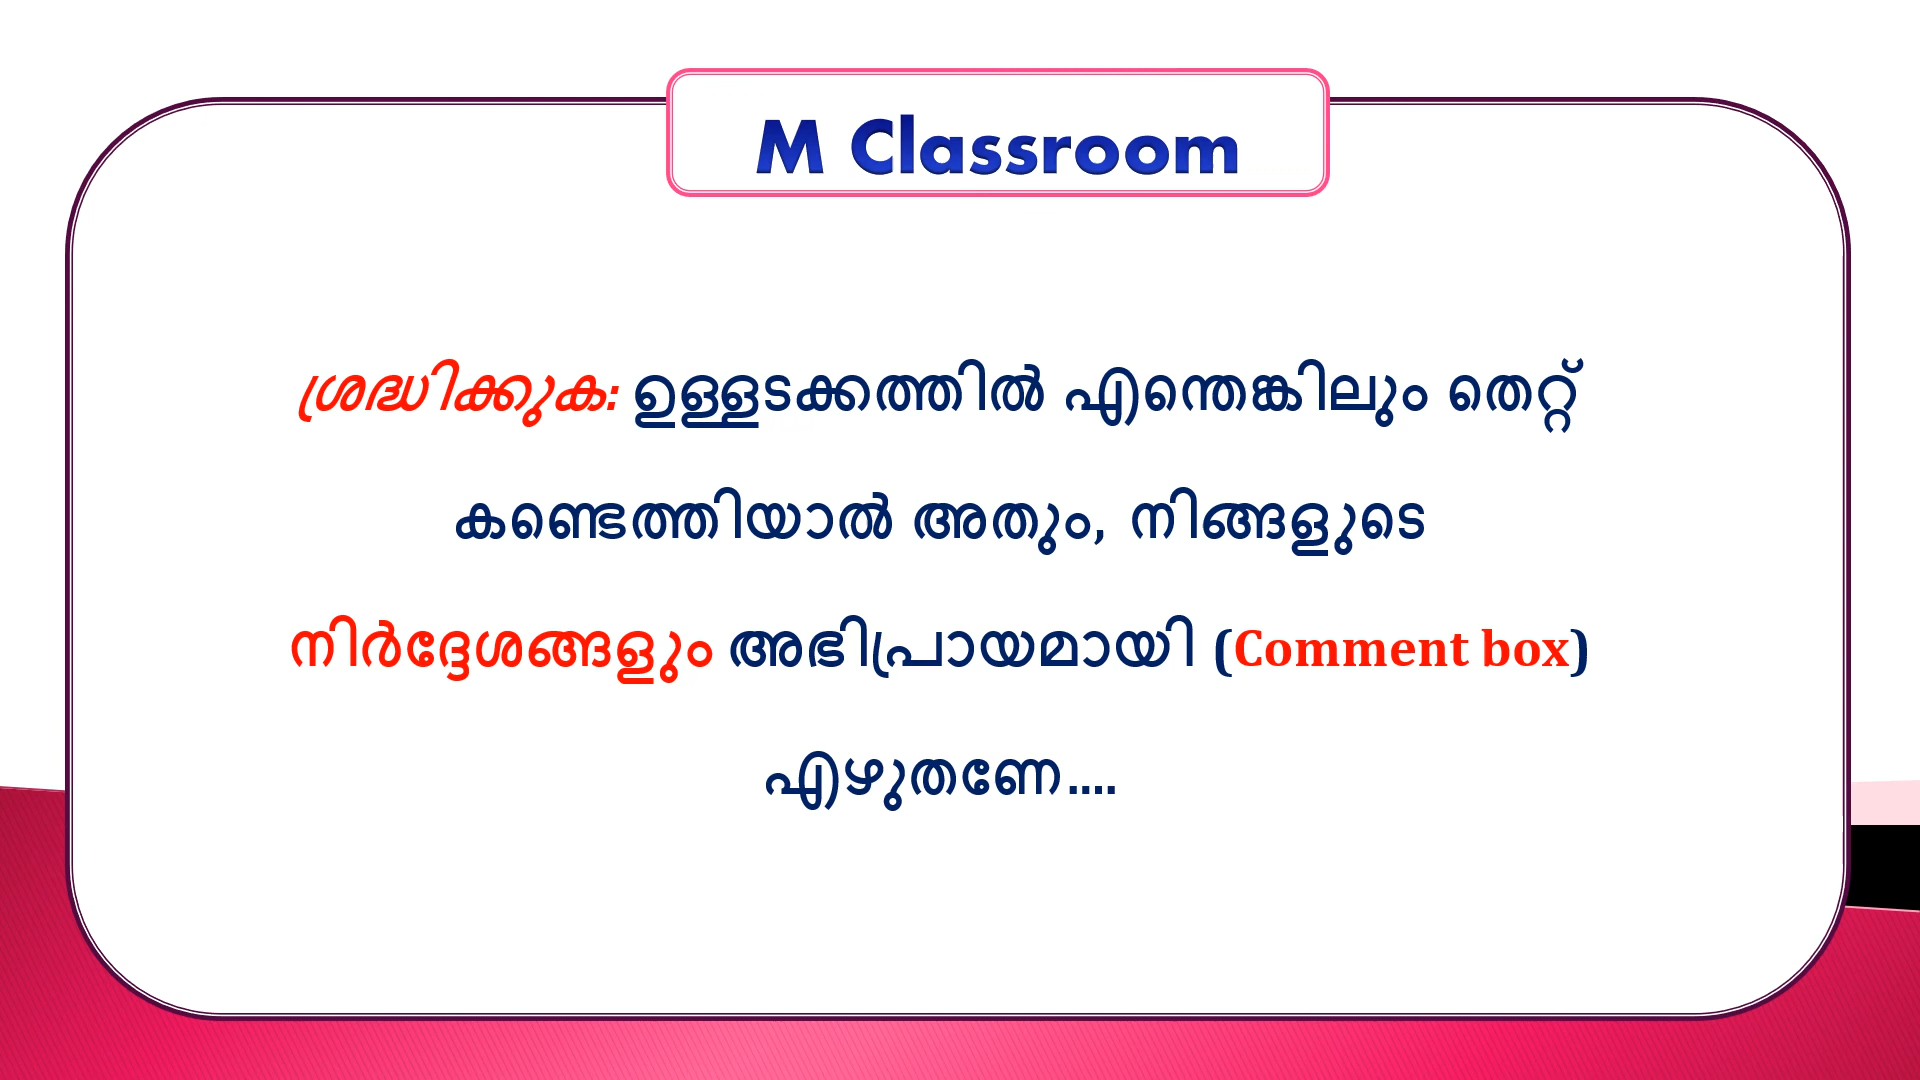 M Classroom
ശ്രദ്ധിക്കുക: ഉള്ളടക്കത്തിൽ എന്തെങ്കിലും തെറ്റ്
കണ്ടെത്തിയാൽ അതും, നിങ്ങളുടെ
നിർദ്ദേശങ്ങളും അഭിപ്രായമായി (Comment box)
എഴുതണേ....